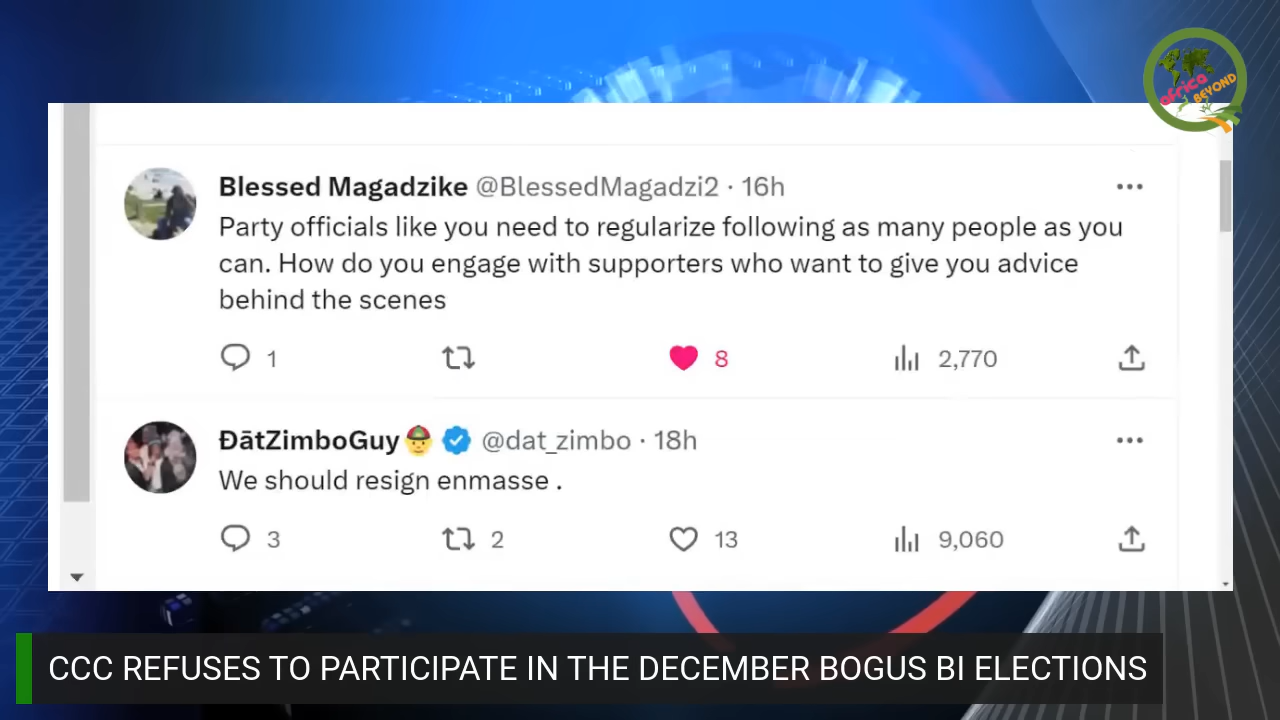 africa
BEYOND
Blessed Magadzike @BlessedMagadzi2 · 16h
Party officials like you need to regularize following as many people as you
can. How do you engage with supporters who want to give you advice
behind the scenes
1 8 2,770
ĐātZimboGuy @dat_zimbo · 18h
We should resign enmasse .
3 2 13 9,060
CCC REFUSES TO PARTICIPATE IN THE DECEMBER BOGUS BI ELECTIONS